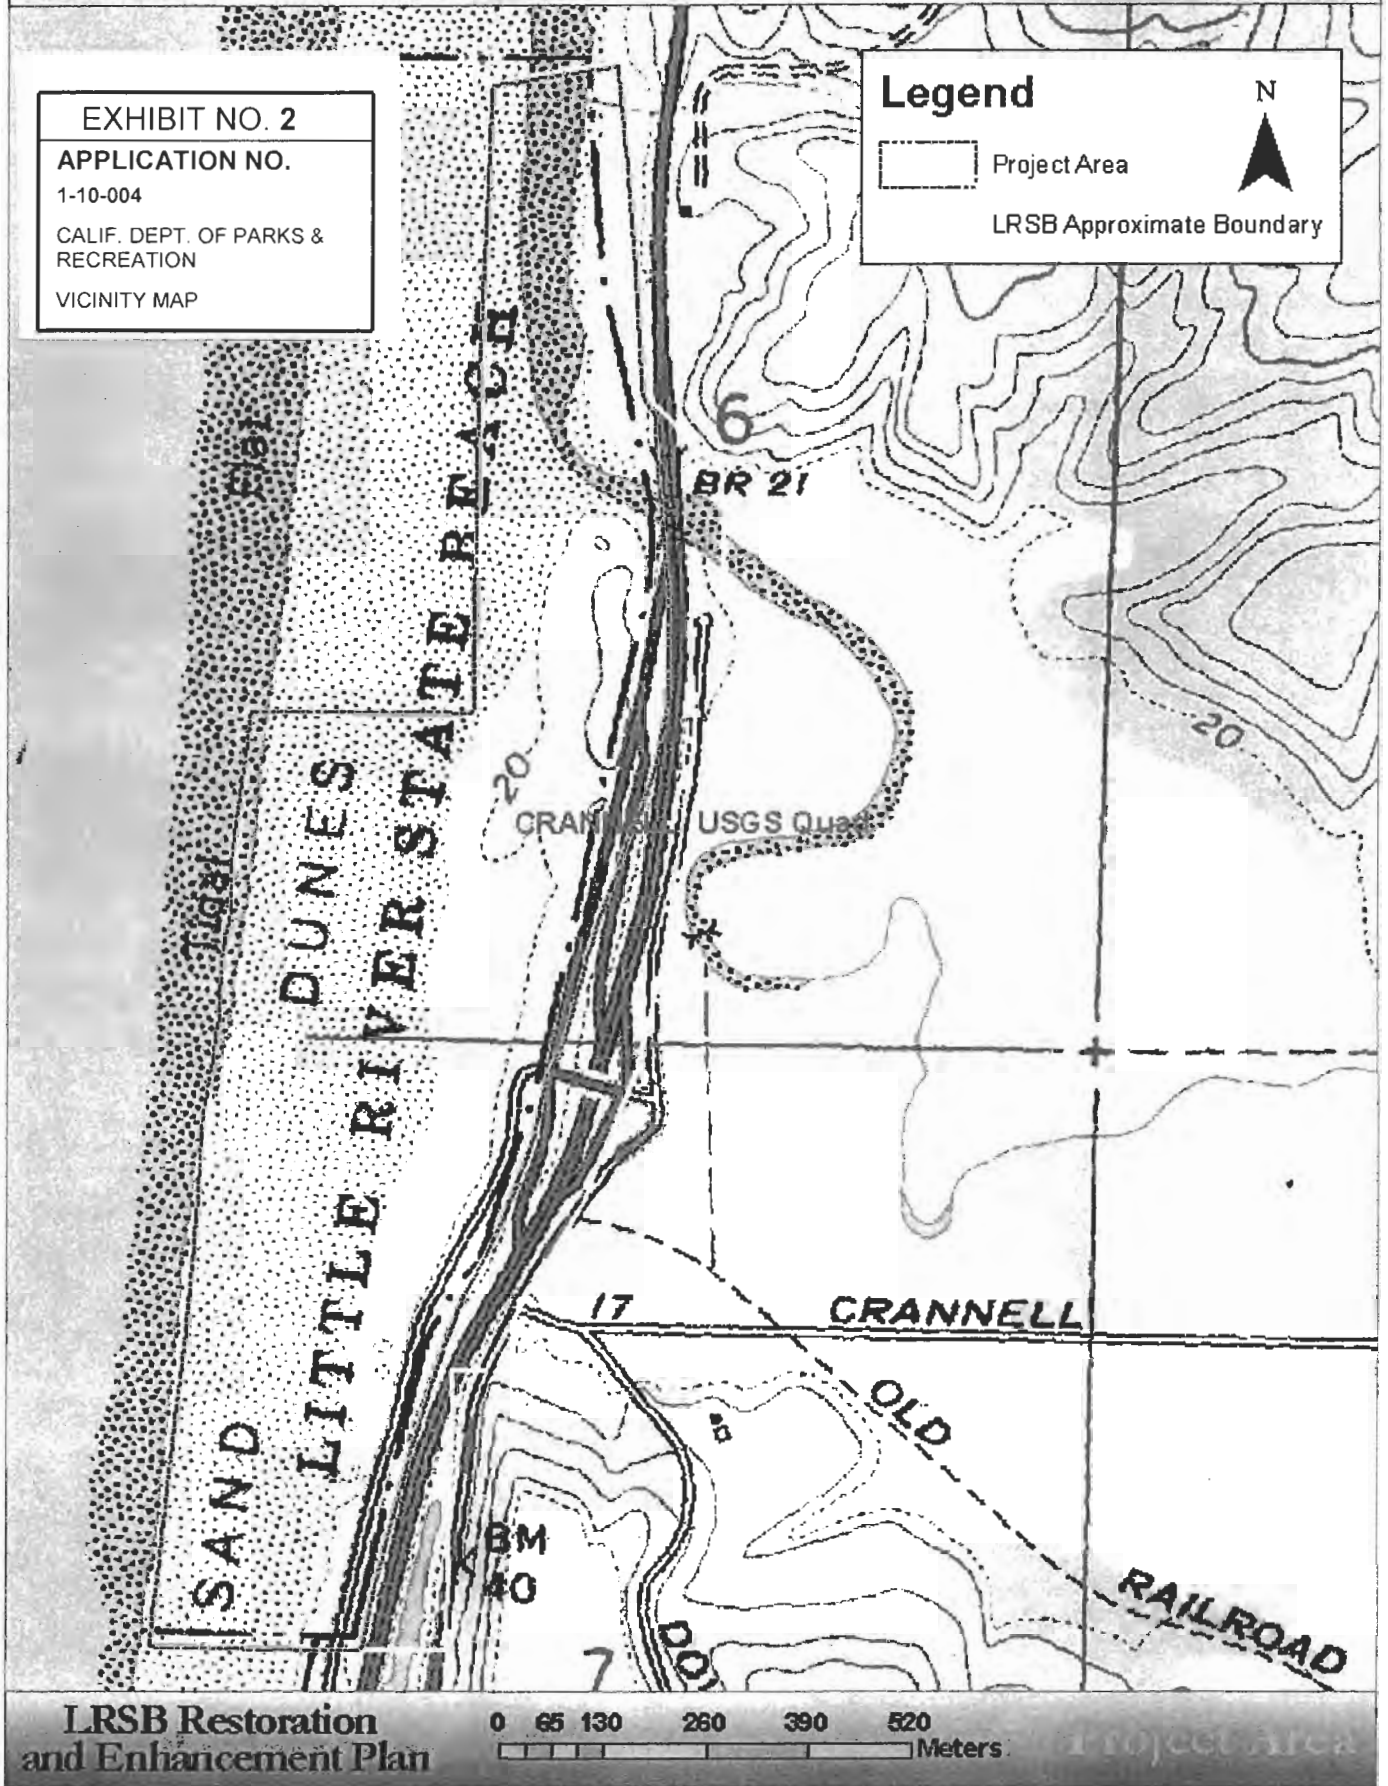 EXHIBIT NO. 2
APPLICATION NO.
1-10-004
CALIF. DEPT. OF PARKS &
RECREATION
VICINITY MAP
Legend
N
Project Area
LRSB Approximate Boundary
6
BR 21
Tidal Flat
SAND DUNES
LITTLE RIVER STATE BEACH
20
20
USGS Quad
17
CRANNELL
OLD RAILROAD
BM
40
7
LRSB Restoration
and Enhancement Plan
0 65 130 260 390 520
Meters
Project Area